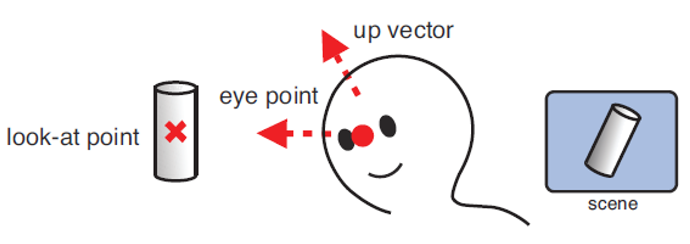 up vector
eye point
look-at point
scene